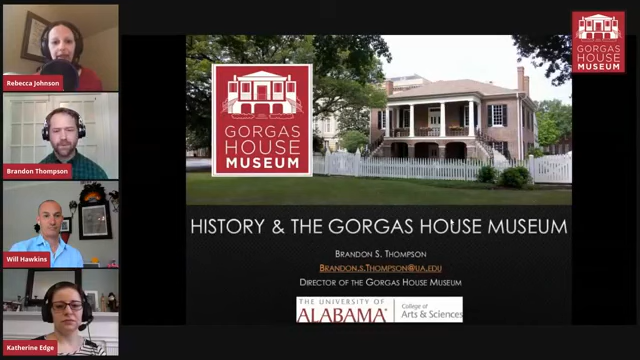 Rebecca Johnson
Brandon Thompson
Will Hawkins
Katherine Edge
GORGAS
HOUSE
MUSEUM
HISTORY & THE GORGAS HOUSE MUSEUM
BRANDON S. THOMPSON
BRANDON.S.THOMPSON@UA.EDU
DIRECTOR OF THE GORGAS HOUSE MUSEUM
THE UNIVERSITY OF
ALABAMA
College of
Arts & Sciences
GORGAS
HOUSE
MUSEUM